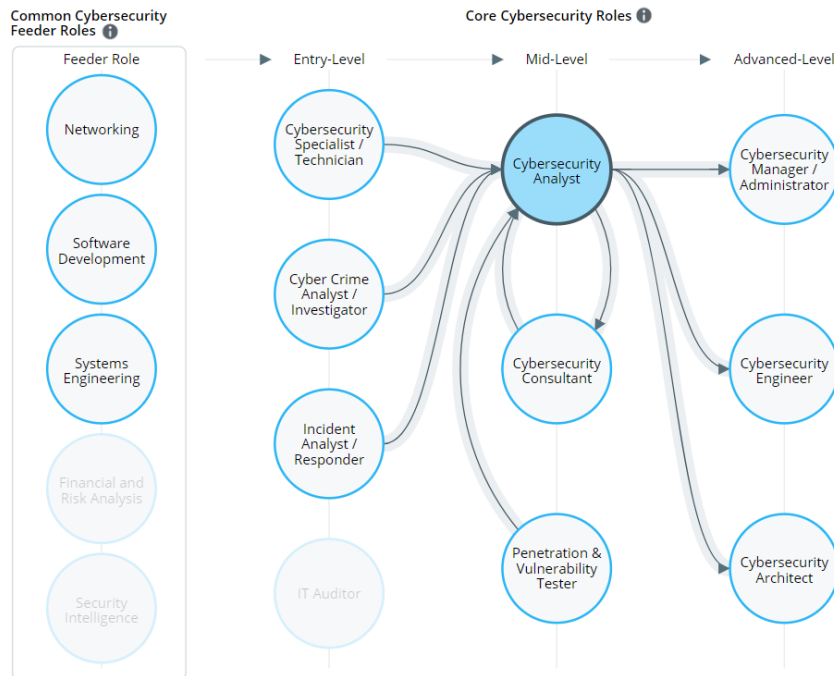 Common Cybersecurity
Feeder Roles
Core Cybersecurity Roles
Feeder Role
Entry-Level
Mid-Level
Advanced-Level
Networking
Software
Development
Systems
Engineering
Financial and
Risk Analysis
Security
Intelligence
Cybersecurity
Specialist /
Technician
Cyber Crime
Analyst /
Investigator
Incident
Analyst /
Responder
IT Auditor
Cybersecurity
Analyst
Cybersecurity
Consultant
Penetration &
Vulnerability
Tester
Cybersecurity
Manager /
Administrator
Cybersecurity
Engineer
Cybersecurity
Architect